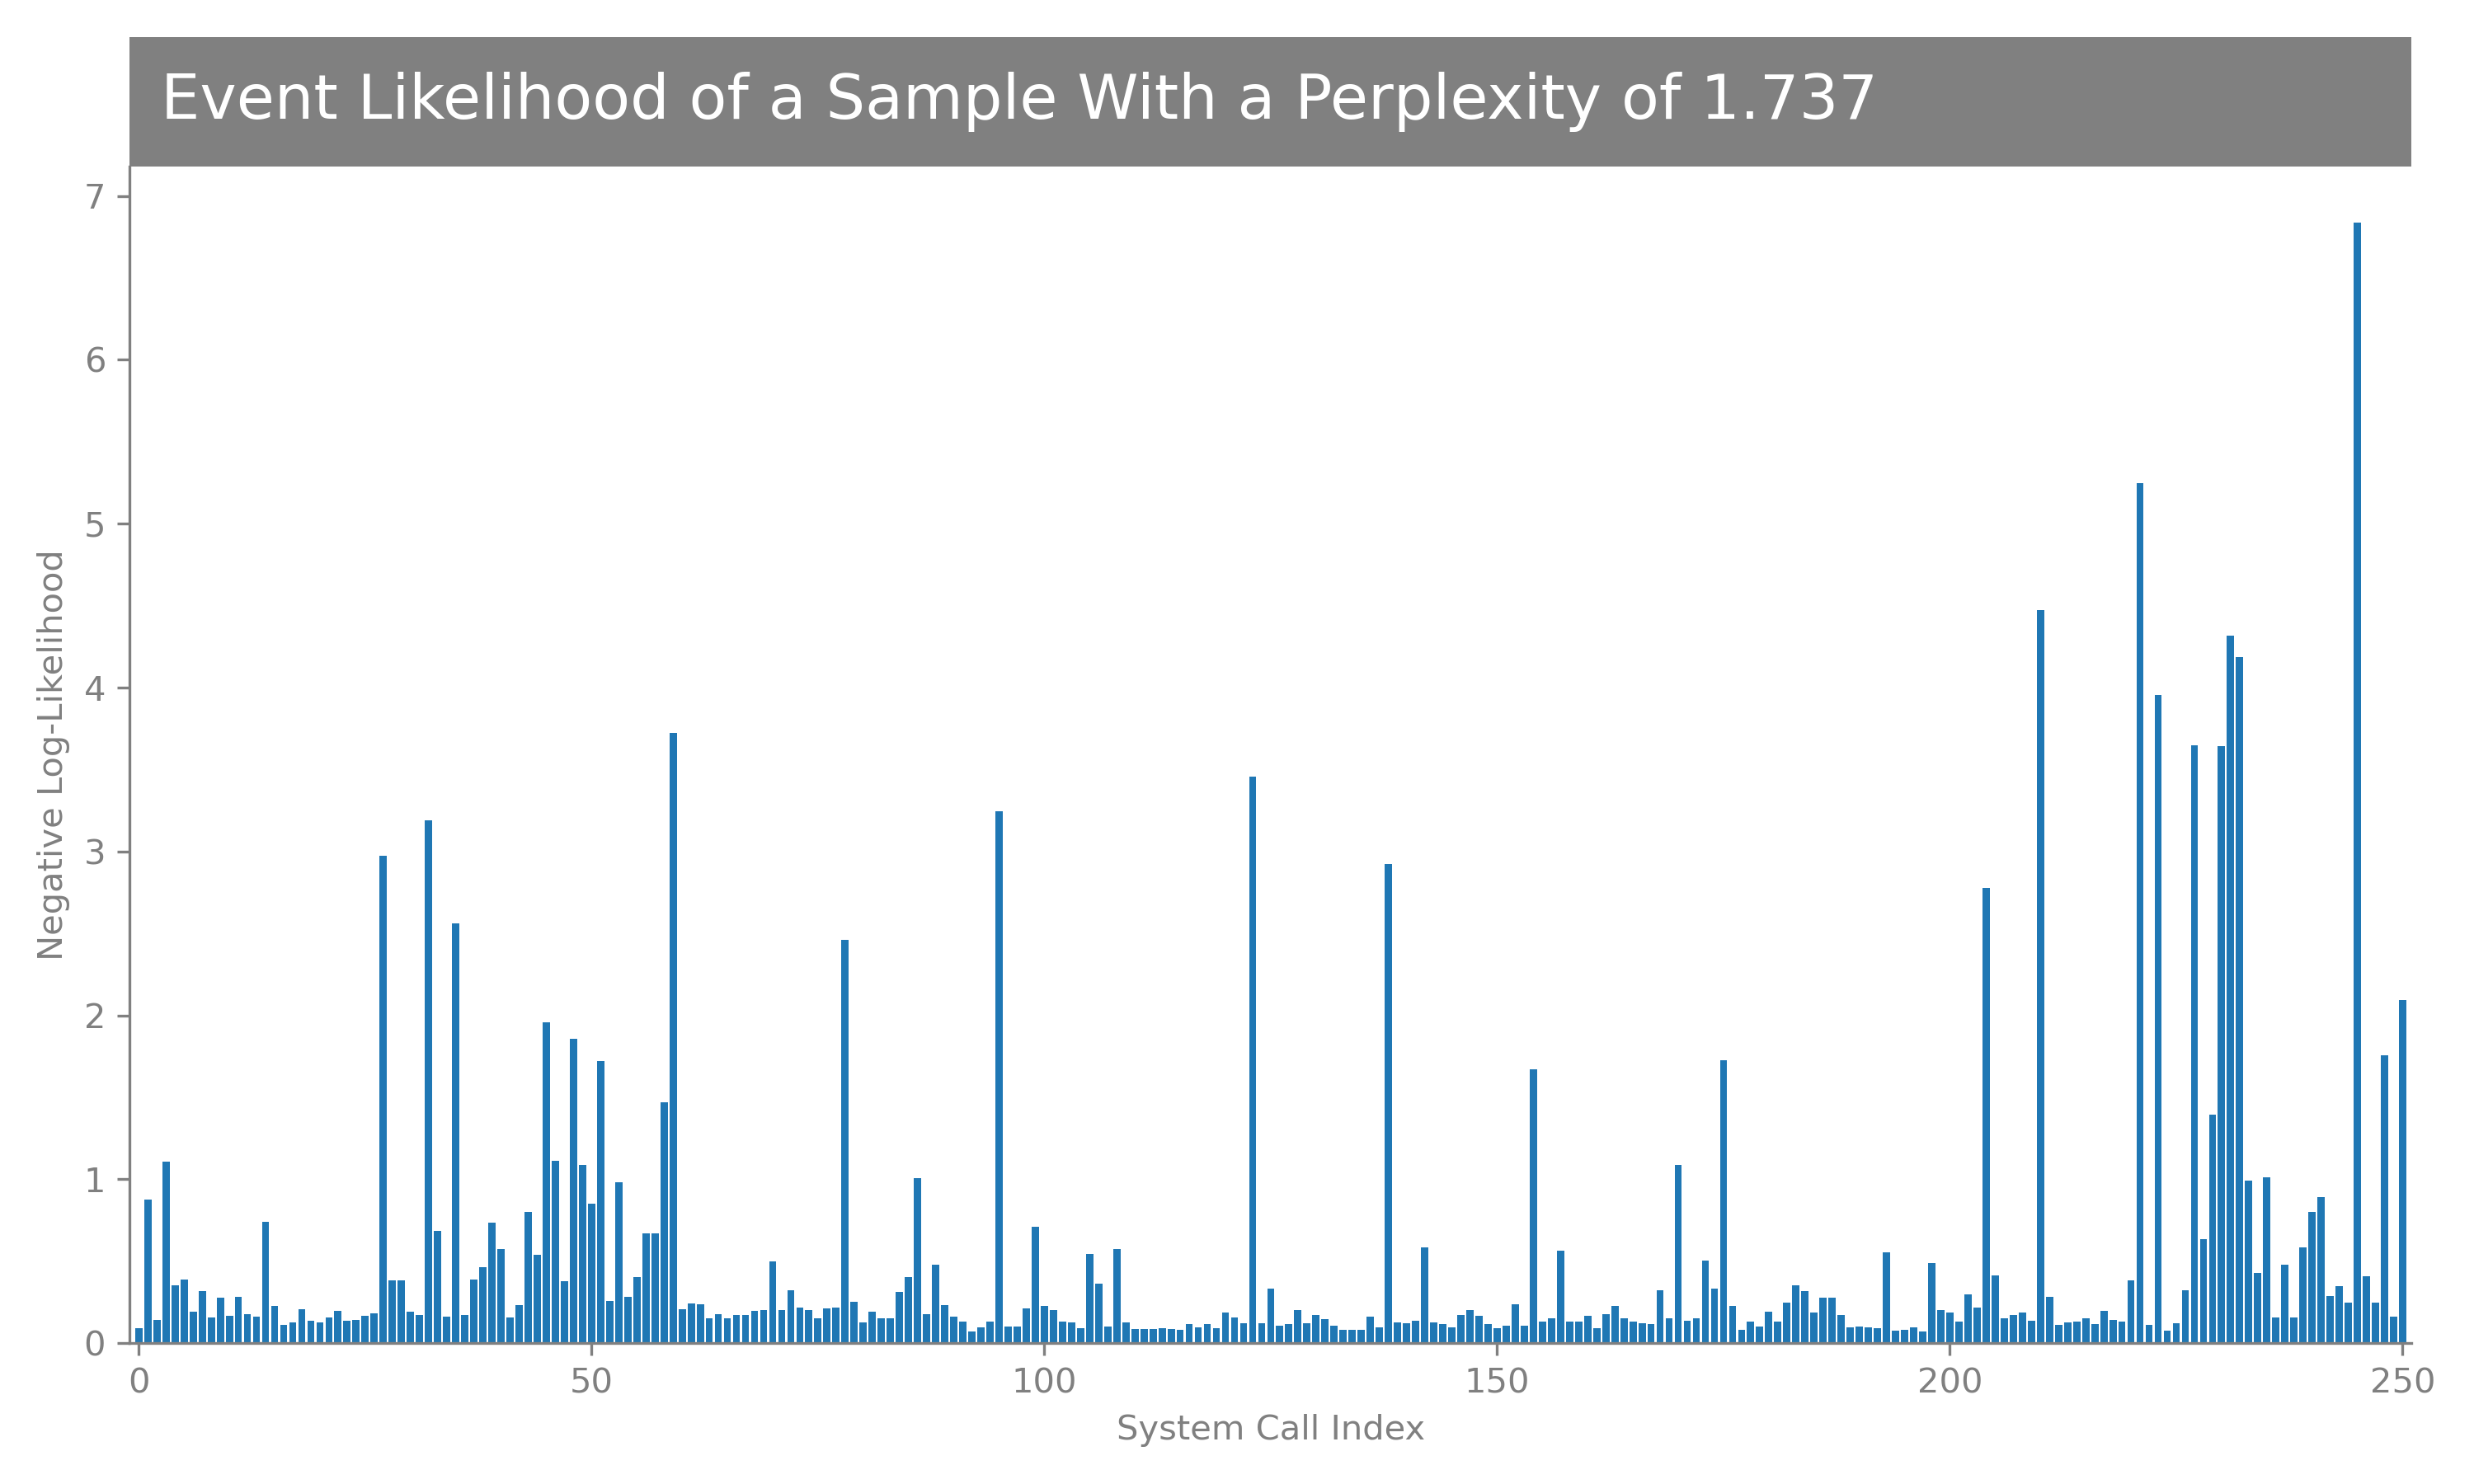 Event Likelihood of a Sample With a Perplexity of 1.737
7
6
5
4
3
2
1
0
Negative Log-Likelihood
0 50 100 150 200 250
System Call Index